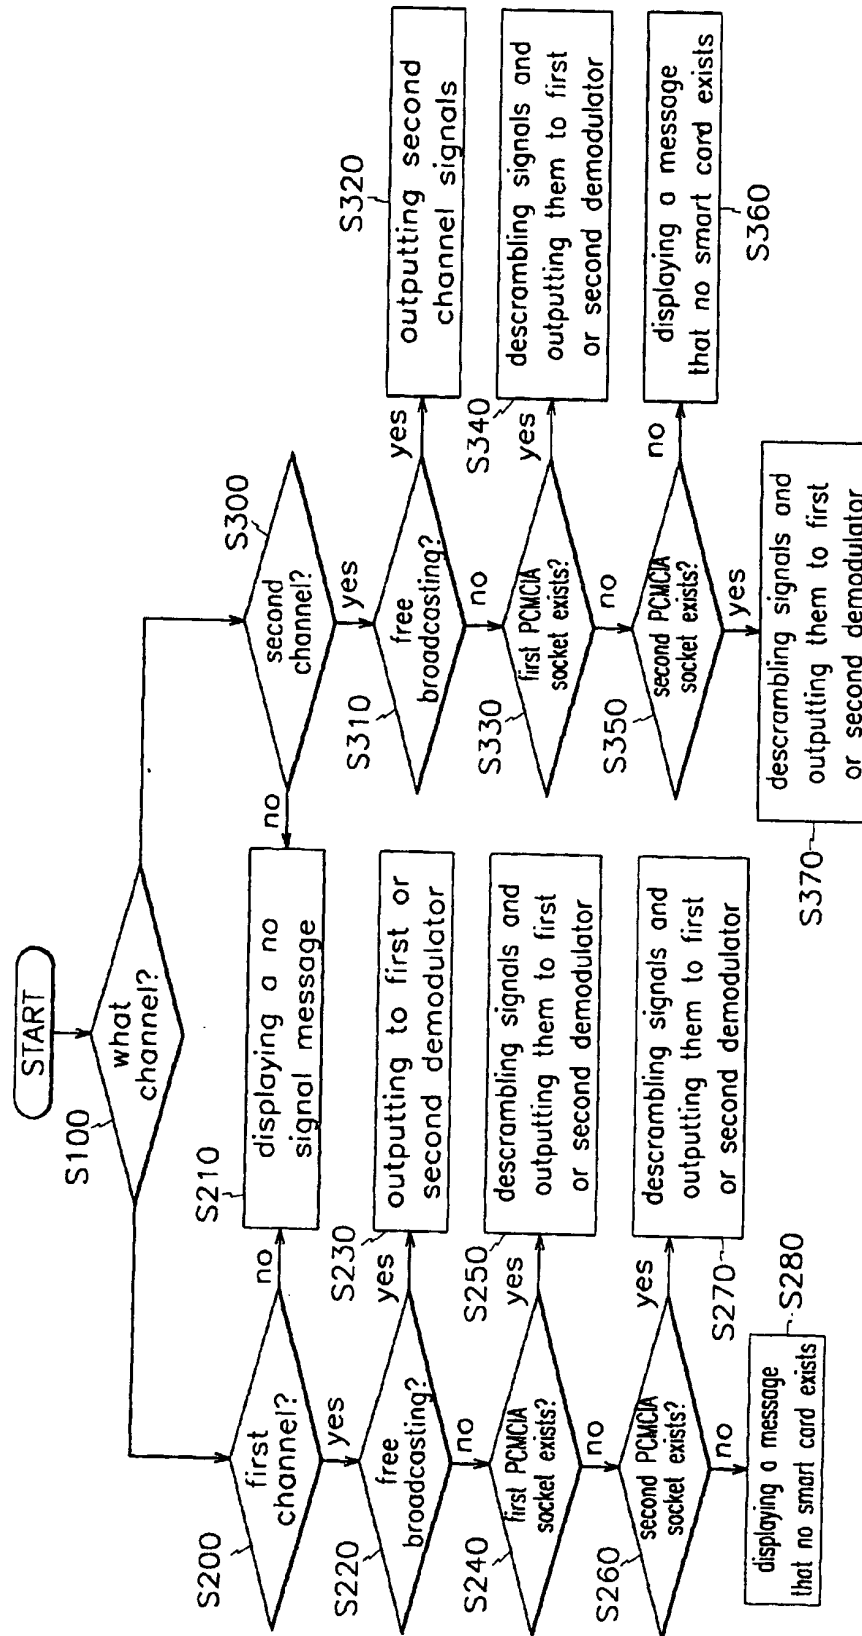 START
S100
what
channel?
S200
first
channel?
no
yes
S210
displaying a no
signal message
S220
free
broadcasting?
yes
no
S230
outputting to first or
second demodulator
S240
first PCMCIA
socket exists?
yes
no
S250
descrambling signals and
outputting them to first
or second demodulator
S260
second PCMCIA
socket exists?
yes
no
S270
descrambling signals and
outputting them to first
or second demodulator
displaying a message
that no smart card exists
S280
S300
second
channel?
no
yes
S310
free
broadcasting?
yes
no
S320
outputting second
channel signals
S330
first PCMCIA
socket exists?
yes
no
S340
descrambling signals and
outputting them to first
or second demodulator
S350
second PCMCIA
socket exists?
no
yes
displaying a message
that no smart card exists
S360
S370
descrambling signals and
outputting them to first
or second demodulator